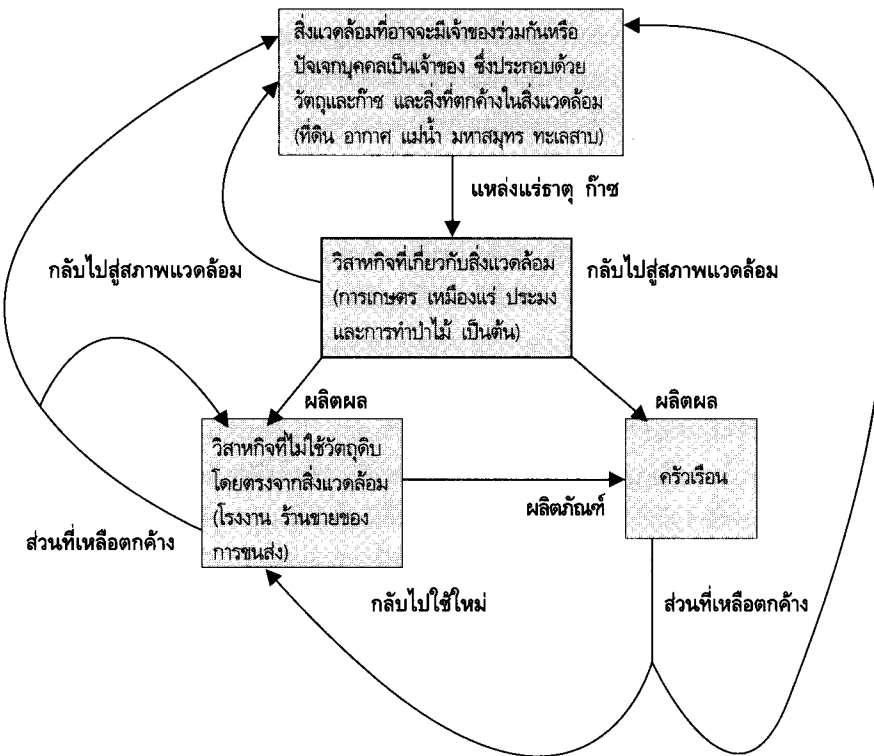 สิ่งแวดล้อมที่อาจจะมีเจ้าของร่วมกันหรือ
ปัจเจกบุคคลเป็นเจ้าของ ซึ่งประกอบด้วย
วัตถุและก๊าซ และสิ่งที่ตกค้างในสิ่งแวดล้อม
(ที่ดิน อากาศ แม่น้ำ มหาสมุทร ทะเลสาบ)
แหล่งแร่ธาตุ ก๊าซ
กลับไปสู่สภาพแวดล้อม
วิสาหกิจที่เกี่ยวกับสิ่งแวดล้อม
(การเกษตร เหมืองแร่ ประมง
และการทำป่าไม้ เป็นต้น)
กลับไปสู่สภาพแวดล้อม
ผลิตผล
ผลิตผล
วิสาหกิจที่ไม่ใช้วัตถุดิบ
โดยตรงจากสิ่งแวดล้อม
(โรงงาน ร้านขายของ
การขนส่ง)
ครัวเรือน
ผลิตภัณฑ์
ส่วนที่เหลือตกค้าง
กลับไปใช้ใหม่
ส่วนที่เหลือตกค้าง